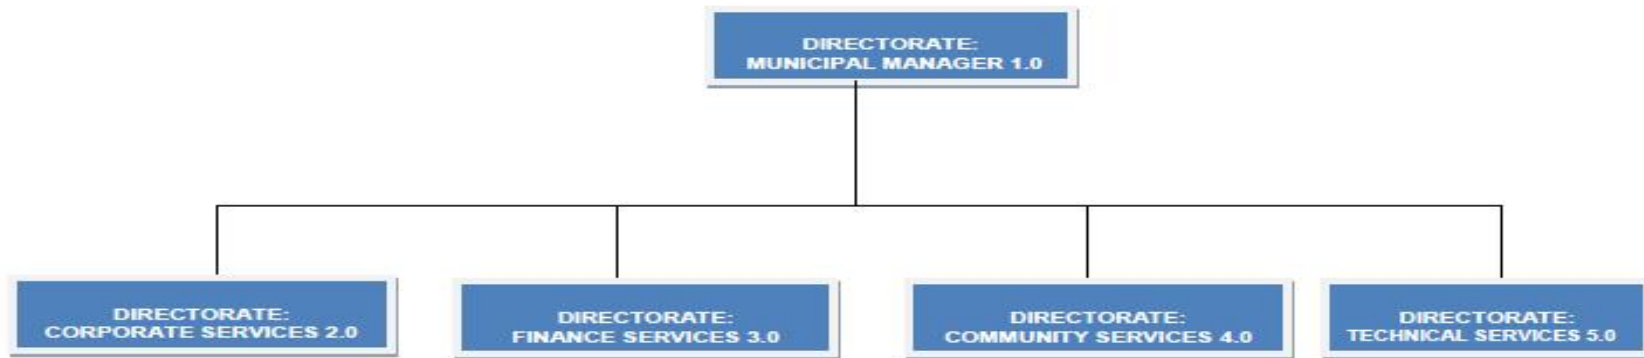 DIRECTORATE:
MUNICIPAL MANAGER 1.0
DIRECTORATE:
CORPORATE SERVICES 2.0
DIRECTORATE:
FINANCE SERVICES 3.0
DIRECTORATE:
COMMUNITY SERVICES 4.0
DIRECTORATE:
TECHNICAL SERVICES 5.0